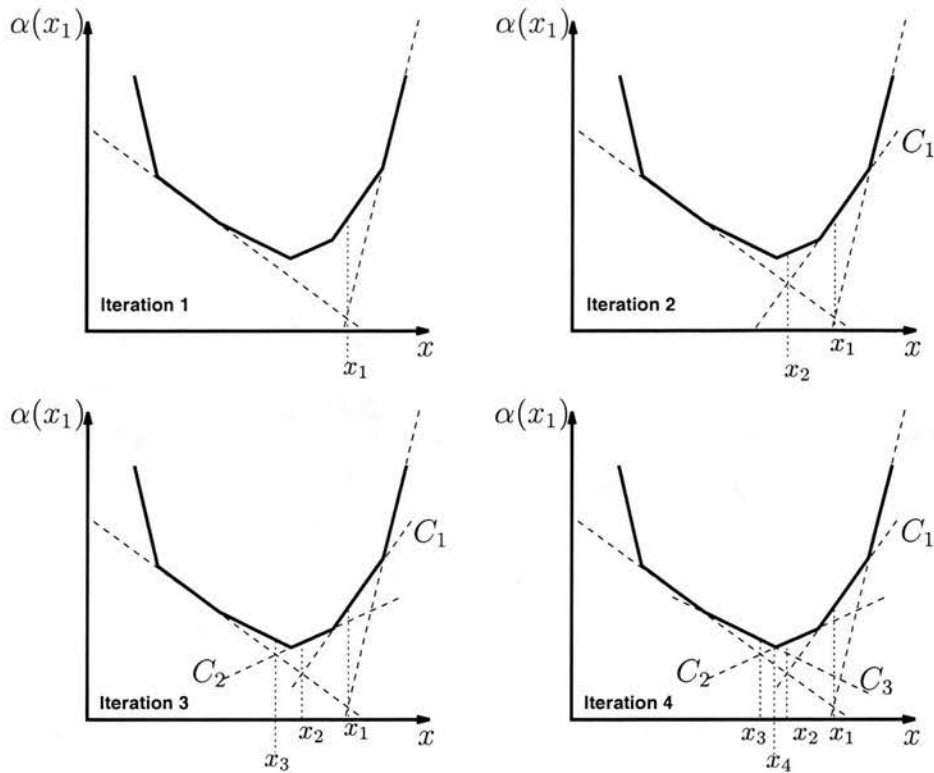 α(x₁)
Iteration 1
x
x₁
α(x₁)
C₁
Iteration 2
x₁
x
x₂
α(x₁)
C₁
C₂
Iteration 3
x₂
x₁
x
x₃
α(x₁)
C₁
C₂
C₃
Iteration 4
x₃
x₂
x₁
x
x₄